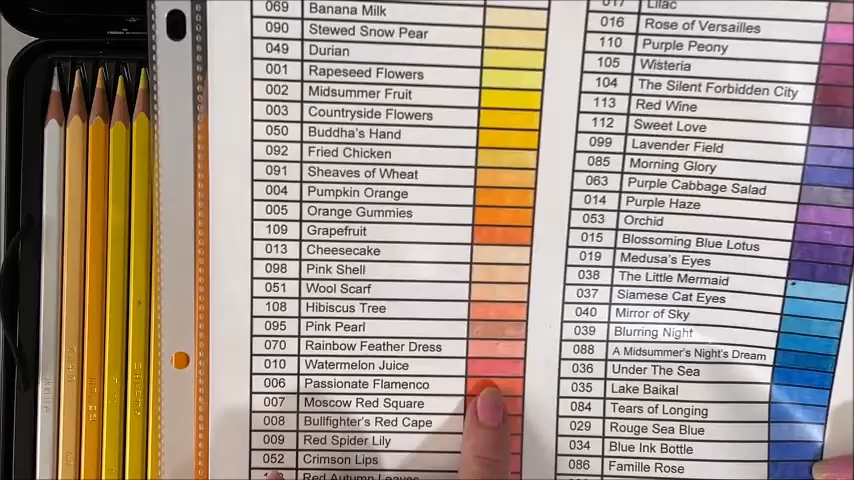 069 Banana Milk
090 Stewed Snow Pear
049 Durian
001 Rapeseed Flowers
002 Midsummer Fruit
003 Countryside Flowers
050 Buddha's Hand
092 Fried Chicken
091 Sheaves of Wheat
004 Pumpkin Orange
005 Orange Gummies
109 Grapefruit
013 Cheesecake
098 Pink Shell
051 Wool Scarf
108 Hibiscus Tree
095 Pink Pearl
070 Rainbow Feather Dress
010 Watermelon Juice
006 Passionate Flamenco
007 Moscow Red Square
008 Bullfighter's Red Cape
009 Red Spider Lily
052 Crimson Lips
Red Autumn Leaves
017 Lilac
016 Rose of Versailles
110 Purple Peony
105 Wisteria
104 The Silent Forbidden City
113 Red Wine
112 Sweet Love
099 Lavender Field
085 Morning Glory
063 Purple Cabbage Salad
014 Purple Haze
053 Orchid
015 Blossoming Blue Lotus
019 Medusa's Eyes
038 The Little Mermaid
037 Siamese Cat Eyes
040 Mirror of Sky
039 Blurring Night
088 A Midsummer's Night's Dream
036 Under The Sea
035 Lake Baikal
084 Tears of Longing
029 Rouge Sea Blue
034 Blue Ink Bottle
086 Famille Rose